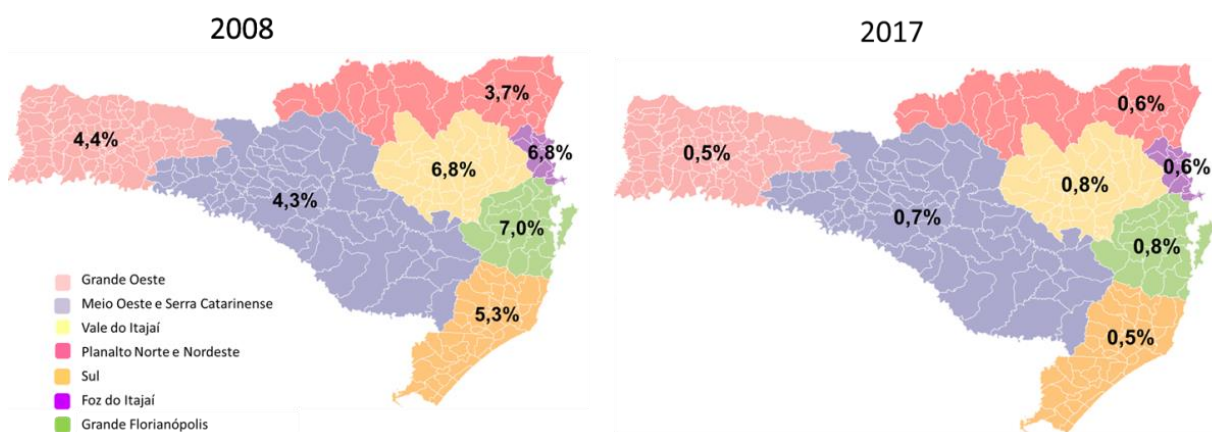 2008
3,7%
4,4%
6,8%
6,8%
4,3%
7,0%
5,3%
Grande Oeste
Meio Oeste e Serra Catarinense
Vale do Itajaí
Planalto Norte e Nordeste
Sul
Foz do Itajaí
Grande Florianópolis
2017
0,6%
0,5%
0,6%
0,8%
0,7%
0,8%
0,5%